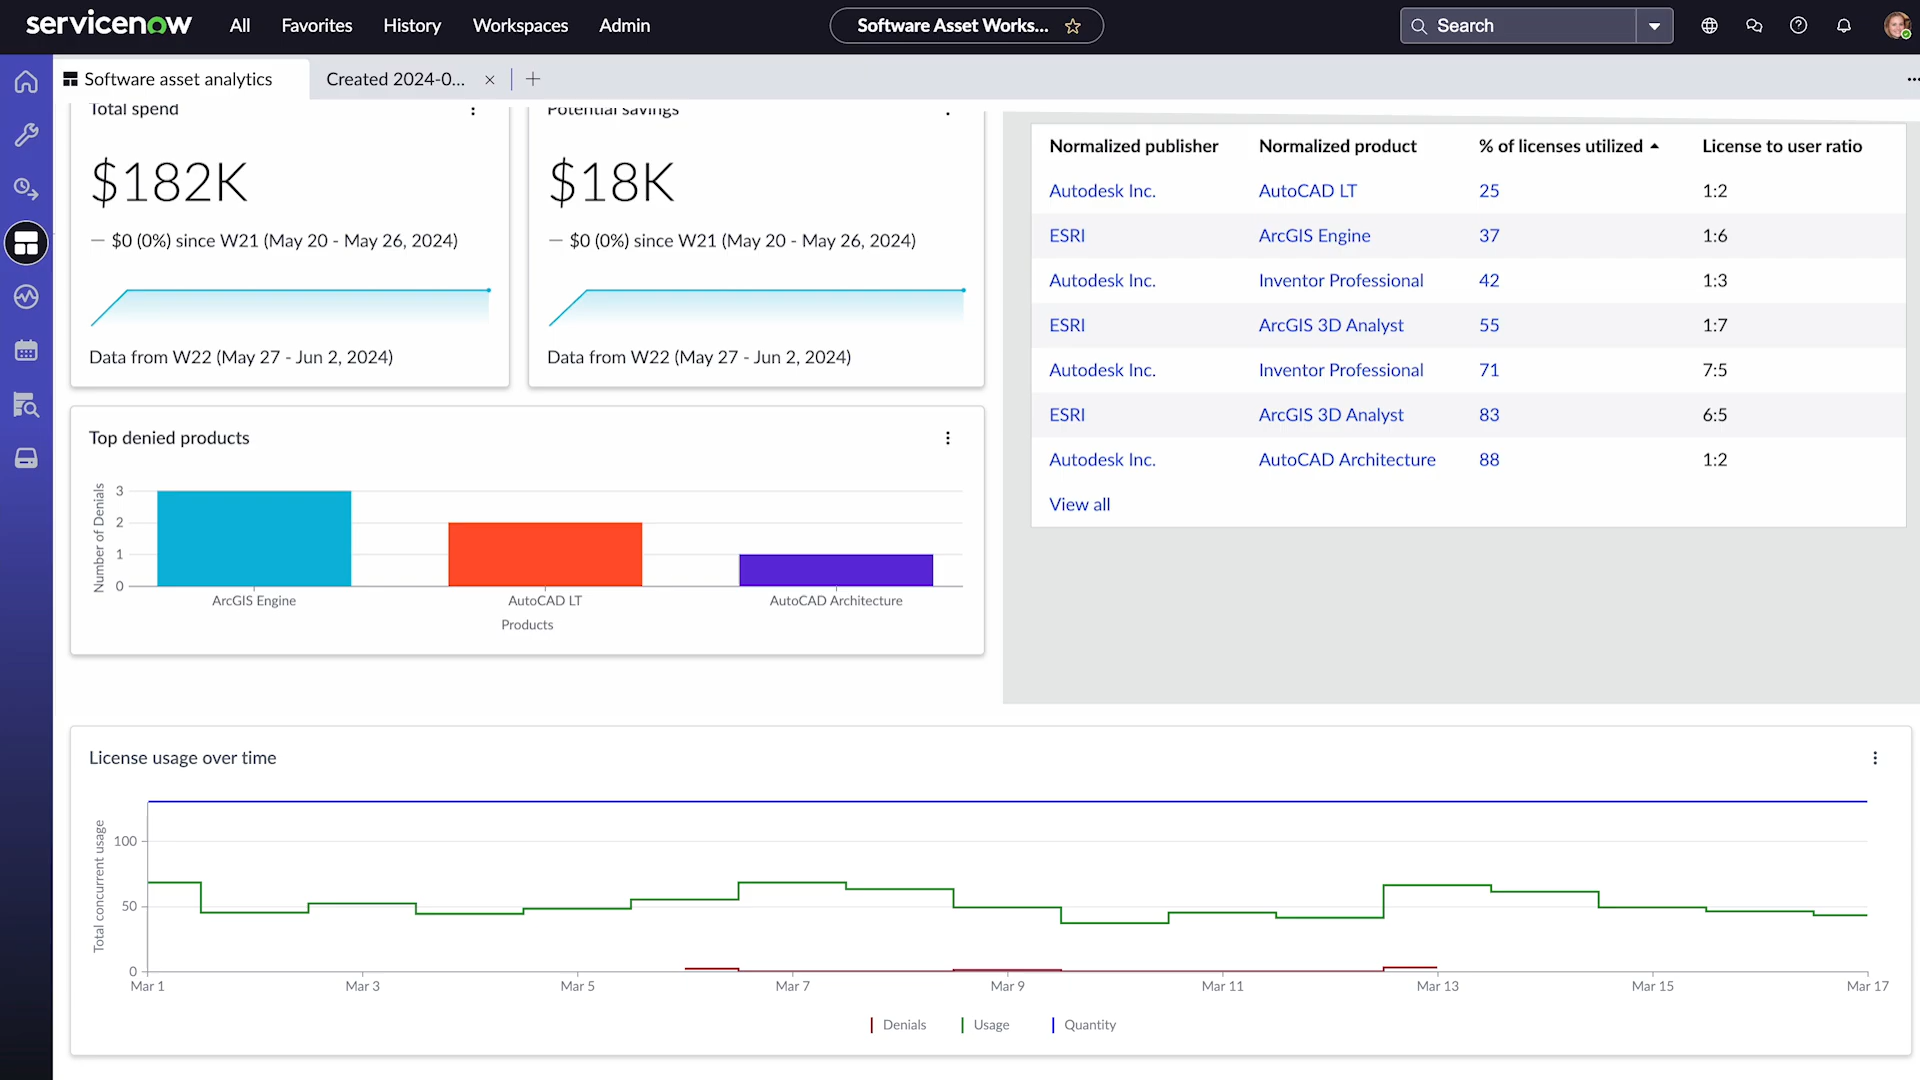 servicenow All Favorites History Workspaces Admin Software Asset Works... Search
Software asset analytics Created 2024-0...
Total spend
$182K
$0 (0%) since W21 (May 20 - May 26, 2024)
Data from W22 (May 27 - Jun 2, 2024)
Potential savings
$18K
$0 (0%) since W21 (May 20 - May 26, 2024)
Data from W22 (May 27 - Jun 2, 2024)
Normalized publisher Normalized product % of licenses utilized License to user ratio
Autodesk Inc. AutoCAD LT 25 1:2
ESRI ArcGIS Engine 37 1:6
Autodesk Inc. Inventor Professional 42 1:3
ESRI ArcGIS 3D Analyst 55 1:7
Autodesk Inc. Inventor Professional 71 7:5
ESRI ArcGIS 3D Analyst 83 6:5
Autodesk Inc. AutoCAD Architecture 88 1:2
View all
Top denied products
Number of Denials
3
2
1
0
ArcGIS Engine AutoCAD LT AutoCAD Architecture
Products
License usage over time
Total concurrent usage
100
50
0
Mar 1 Mar 3 Mar 5 Mar 7 Mar 9 Mar 11 Mar 13 Mar 15 Mar 17
Denials Usage Quantity